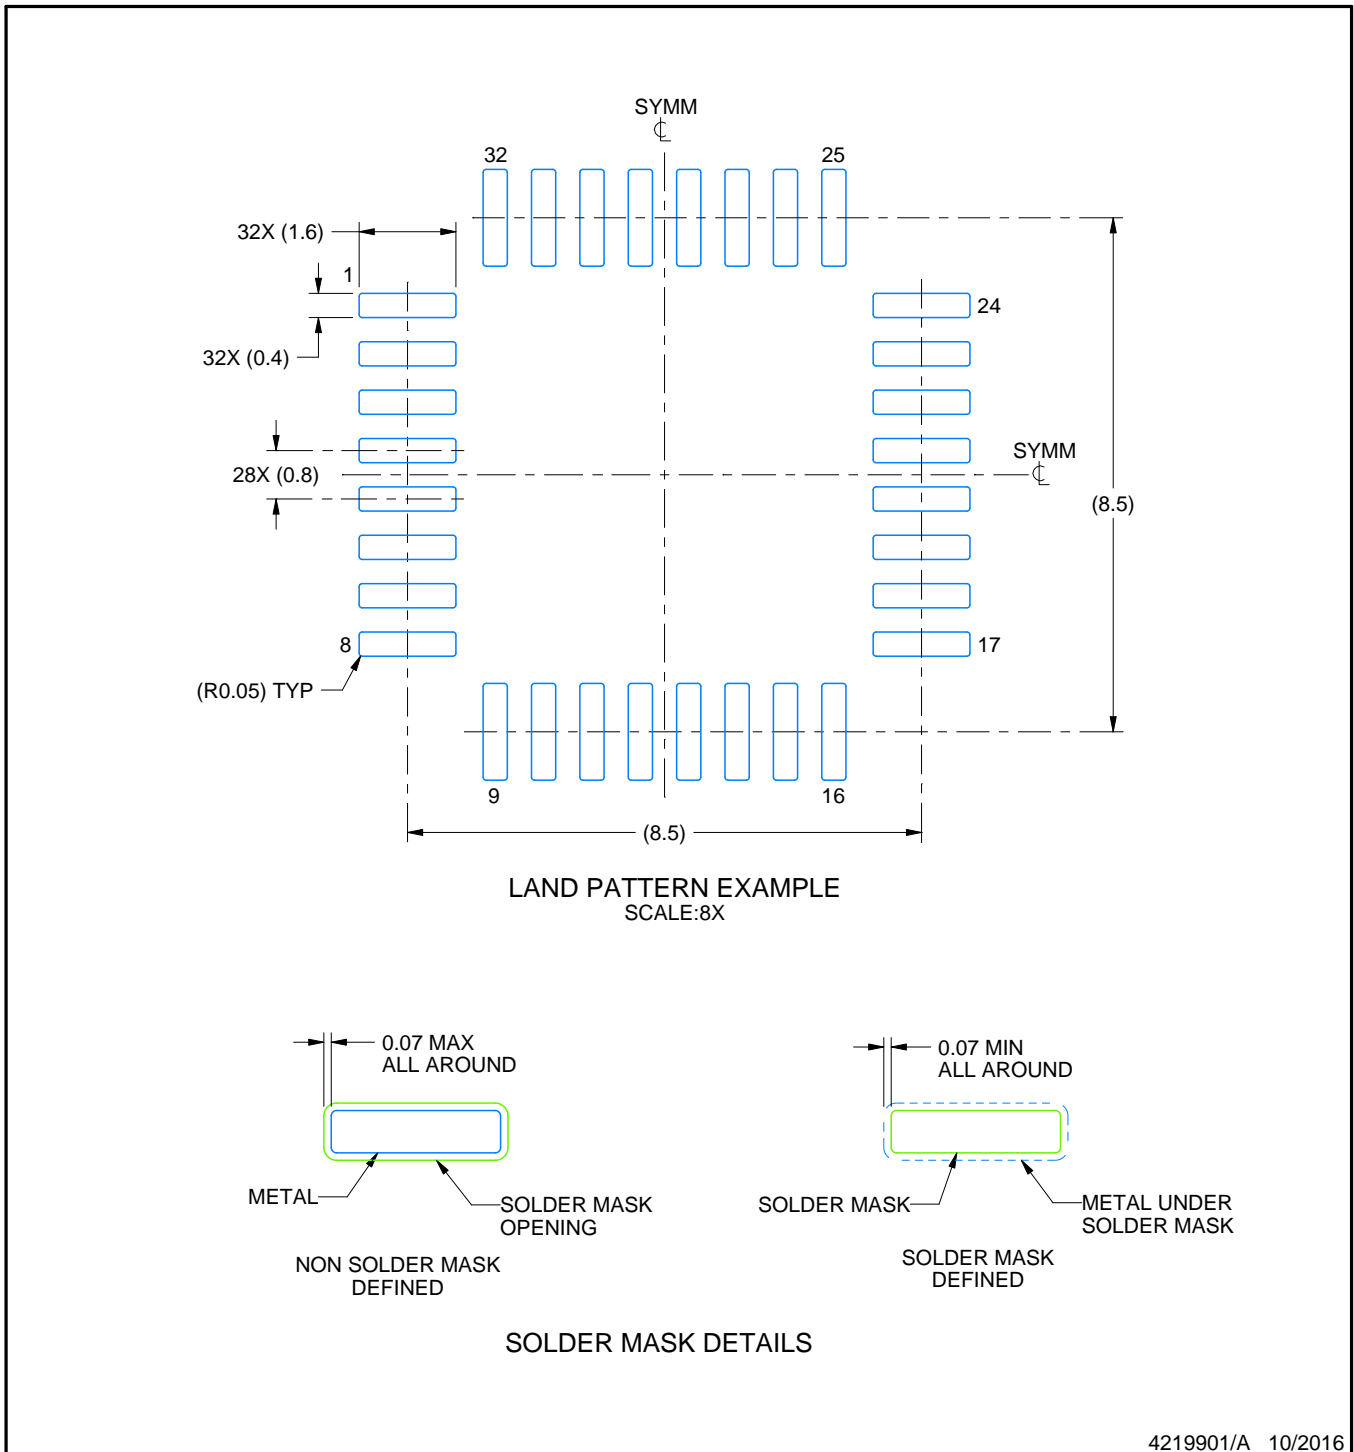 SYMM
32
25
32X (1.6)
1
24
32X (0.4)
SYMM
28X (0.8)
(8.5)
8
17
(R0.05) TYP
9
16
(8.5)
LAND PATTERN EXAMPLE
SCALE:8X
0.07 MAX
ALL AROUND
0.07 MIN
ALL AROUND
METAL
SOLDER MASK
OPENING
SOLDER MASK
METAL UNDER
SOLDER MASK
NON SOLDER MASK
DEFINED
SOLDER MASK
DEFINED
SOLDER MASK DETAILS
4219901/A 10/2016